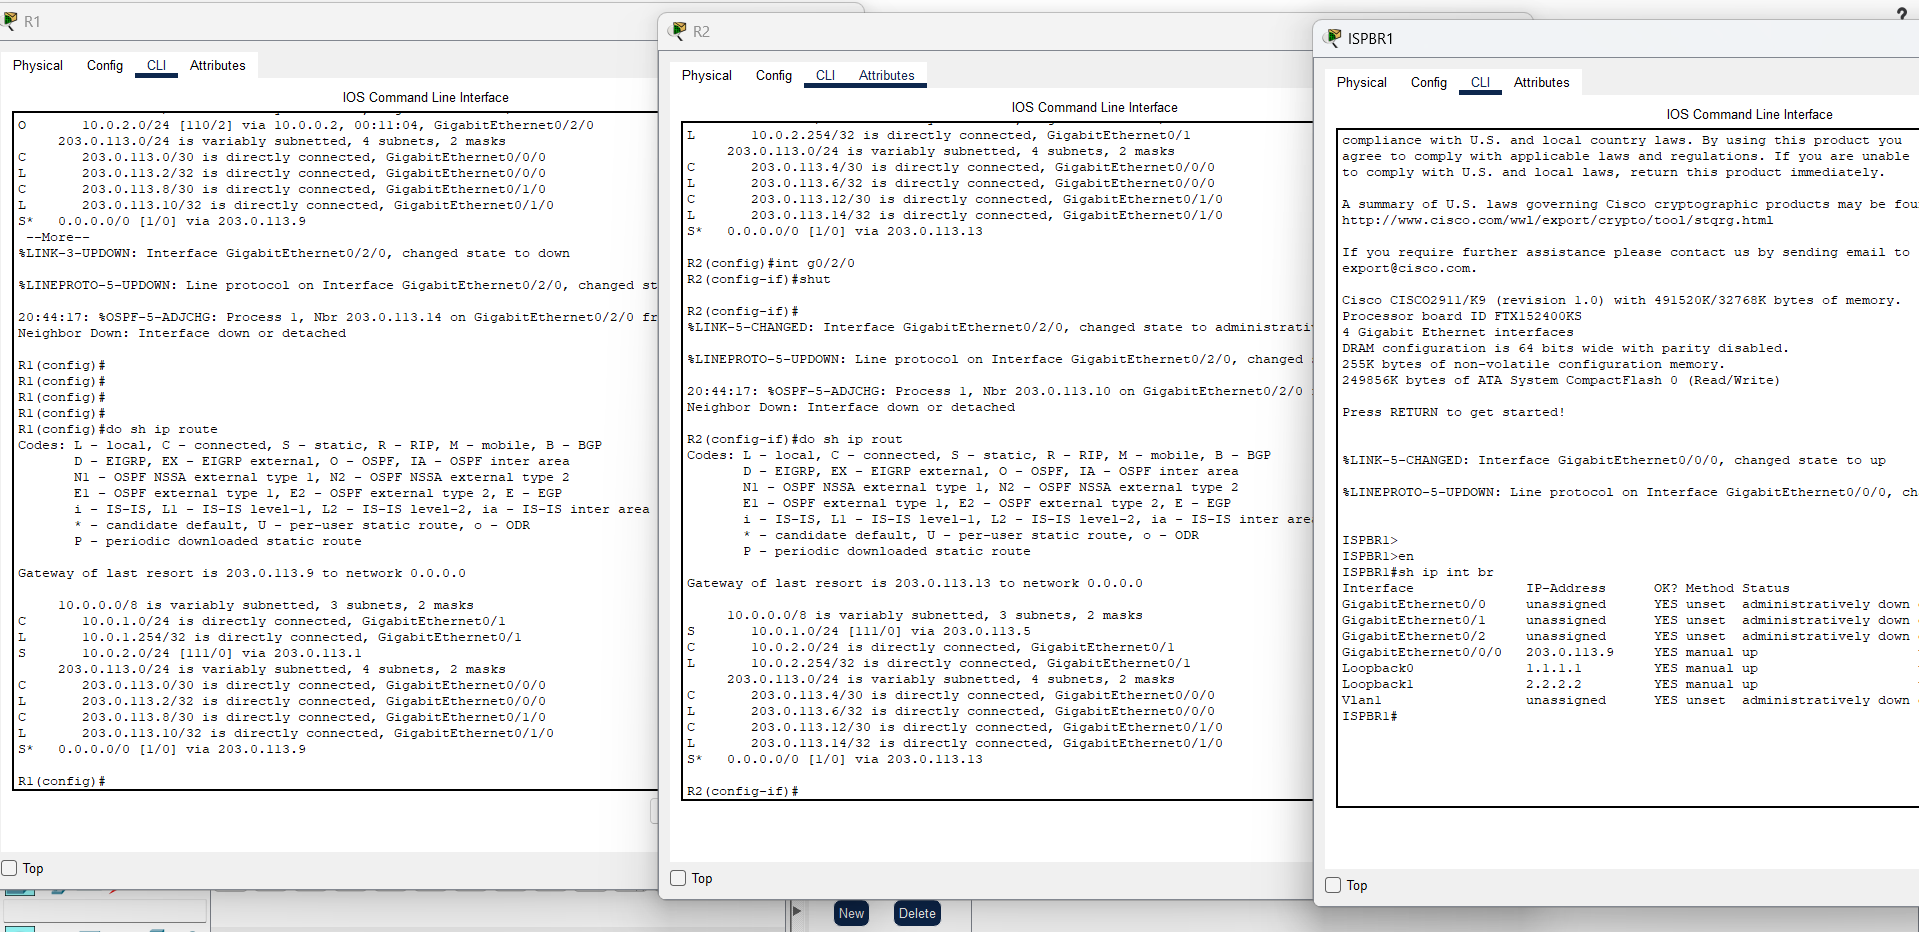 R1
Physical Config CLI Attributes
IOS Command Line Interface
O 10.0.2.0/24 [110/2] via 10.0.0.2, 00:11:04, GigabitEthernet0/2/0
203.0.113.0/24 is variably subnetted, 4 subnets, 2 masks
C 203.0.113.0/30 is directly connected, GigabitEthernet0/0/0
L 203.0.113.2/32 is directly connected, GigabitEthernet0/0/0
C 203.0.113.8/30 is directly connected, GigabitEthernet0/1/0
L 203.0.113.10/32 is directly connected, GigabitEthernet0/1/0
S* 0.0.0.0/0 [1/0] via 203.0.113.9
--More--
%LINK-3-UPDOWN: Interface GigabitEthernet0/2/0, changed state to down
%LINEPROTO-5-UPDOWN: Line protocol on Interface GigabitEthernet0/2/0, changed st
20:44:17: %OSPF-5-ADJCHG: Process 1, Nbr 203.0.113.14 on GigabitEthernet0/2/0 fr
Neighbor Down: Interface down or detached
R1(config)#
R1(config)#
R1(config)#
R1(config)#
R1(config)#do sh ip route
Codes: L - local, C - connected, S - static, R - RIP, M - mobile, B - BGP
D - EIGRP, EX - EIGRP external, O - OSPF, IA - OSPF inter area
N1 - OSPF NSSA external type 1, N2 - OSPF NSSA external type 2
E1 - OSPF external type 1, E2 - OSPF external type 2, E - EGP
i - IS-IS, L1 - IS-IS level-1, L2 - IS-IS level-2, ia - IS-IS inter area
* - candidate default, U - per-user static route, o - ODR
P - periodic downloaded static route
Gateway of last resort is 203.0.113.9 to network 0.0.0.0
10.0.0.0/8 is variably subnetted, 3 subnets, 2 masks
C 10.0.1.0/24 is directly connected, GigabitEthernet0/1
L 10.0.1.254/32 is directly connected, GigabitEthernet0/1
S 10.0.2.0/24 [111/0] via 203.0.113.1
203.0.113.0/24 is variably subnetted, 4 subnets, 2 masks
C 203.0.113.0/30 is directly connected, GigabitEthernet0/0/0
L 203.0.113.2/32 is directly connected, GigabitEthernet0/0/0
C 203.0.113.8/30 is directly connected, GigabitEthernet0/1/0
L 203.0.113.10/32 is directly connected, GigabitEthernet0/1/0
S* 0.0.0.0/0 [1/0] via 203.0.113.9
R1(config)#
Top
R2
Physical Config CLI Attributes
IOS Command Line Interface
L 10.0.2.254/32 is directly connected, GigabitEthernet0/1
203.0.113.0/24 is variably subnetted, 4 subnets, 2 masks
C 203.0.113.4/30 is directly connected, GigabitEthernet0/0/0
L 203.0.113.6/32 is directly connected, GigabitEthernet0/0/0
C 203.0.113.12/30 is directly connected, GigabitEthernet0/1/0
L 203.0.113.14/32 is directly connected, GigabitEthernet0/1/0
S* 0.0.0.0/0 [1/0] via 203.0.113.13
R2(config)#int g0/2/0
R2(config-if)#shut
R2(config-if)#
%LINK-5-CHANGED: Interface GigabitEthernet0/2/0, changed state to administrati
%LINEPROTO-5-UPDOWN: Line protocol on Interface GigabitEthernet0/2/0, changed
20:44:17: %OSPF-5-ADJCHG: Process 1, Nbr 203.0.113.10 on GigabitEthernet0/2/0
Neighbor Down: Interface down or detached
R2(config-if)#do sh ip rout
Codes: L - local, C - connected, S - static, R - RIP, M - mobile, B - BGP
D - EIGRP, EX - EIGRP external, O - OSPF, IA - OSPF inter area
N1 - OSPF NSSA external type 1, N2 - OSPF NSSA external type 2
E1 - OSPF external type 1, E2 - OSPF external type 2, E - EGP
i - IS-IS, L1 - IS-IS level-1, L2 - IS-IS level-2, ia - IS-IS inter area
* - candidate default, U - per-user static route, o - ODR
P - periodic downloaded static route
Gateway of last resort is 203.0.113.13 to network 0.0.0.0
10.0.0.0/8 is variably subnetted, 3 subnets, 2 masks
S 10.0.1.0/24 [111/0] via 203.0.113.5
C 10.0.2.0/24 is directly connected, GigabitEthernet0/1
L 10.0.2.254/32 is directly connected, GigabitEthernet0/1
203.0.113.0/24 is variably subnetted, 4 subnets, 2 masks
C 203.0.113.4/30 is directly connected, GigabitEthernet0/0/0
L 203.0.113.6/32 is directly connected, GigabitEthernet0/0/0
C 203.0.113.12/30 is directly connected, GigabitEthernet0/1/0
L 203.0.113.14/32 is directly connected, GigabitEthernet0/1/0
S* 0.0.0.0/0 [1/0] via 203.0.113.13
R2(config-if)#
Top
New Delete
?
ISPBR1
Physical Config CLI Attributes
IOS Command Line Interface
compliance with U.S. and local country laws. By using this product you
agree to comply with applicable laws and regulations. If you are unable
to comply with U.S. and local laws, return this product immediately.
A summary of U.S. laws governing Cisco cryptographic products may be fou
http://www.cisco.com/wwl/export/crypto/tool/stqrg.html
If you require further assistance please contact us by sending email to
export@cisco.com.
Cisco CISCO2911/K9 (revision 1.0) with 491520K/32768K bytes of memory.
Processor board ID FTX152400KS
4 Gigabit Ethernet interfaces
DRAM configuration is 64 bits wide with parity disabled.
255K bytes of non-volatile configuration memory.
249856K bytes of ATA System CompactFlash 0 (Read/Write)
Press RETURN to get started!
%LINK-5-CHANGED: Interface GigabitEthernet0/0/0, changed state to up
%LINEPROTO-5-UPDOWN: Line protocol on Interface GigabitEthernet0/0/0, ch
ISPBR1>
ISPBR1>en
ISPBR1#sh ip int br
Interface IP-Address OK? Method Status
GigabitEthernet0/0 unassigned YES unset administratively down
GigabitEthernet0/1 unassigned YES unset administratively down
GigabitEthernet0/2 unassigned YES unset administratively down
GigabitEthernet0/0/0 203.0.113.9 YES manual up
Loopback0 1.1.1.1 YES manual up
Loopback1 2.2.2.2 YES manual up
Vlan1 unassigned YES unset administratively down
ISPBR1#
Top